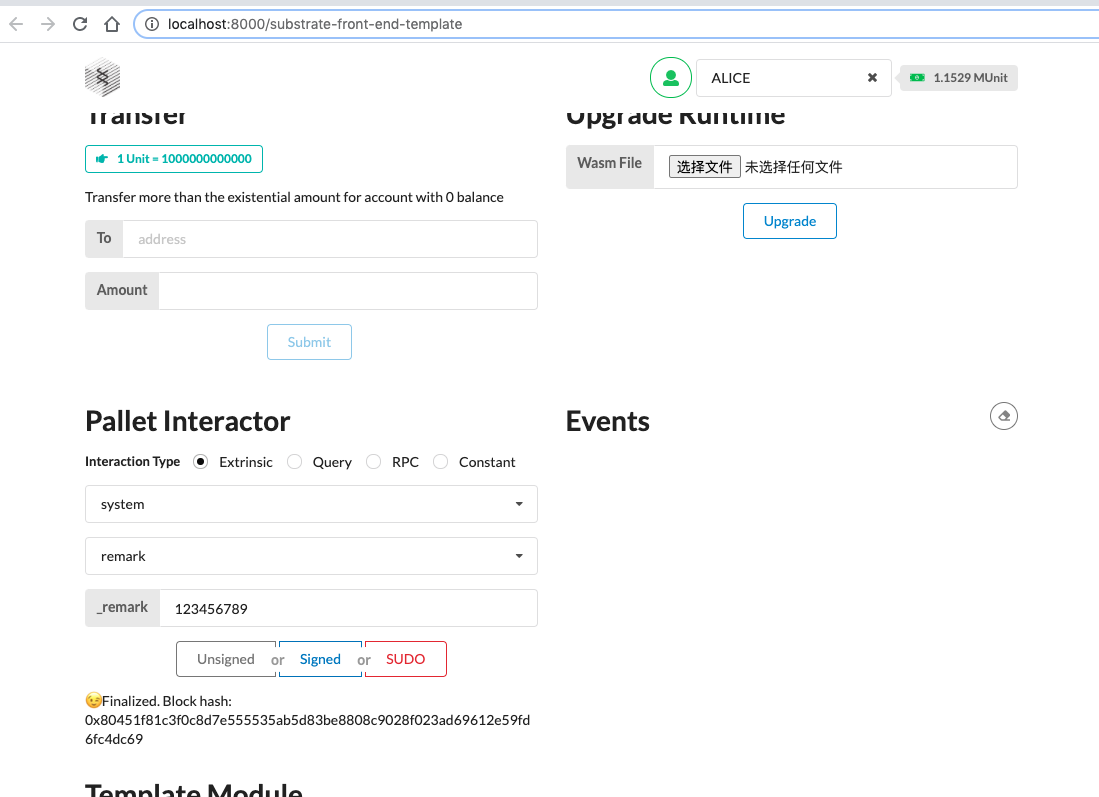 localhost:8000/substrate-front-end-template
ALICE
1.1529 MUnit
Transfer
1 Unit = 1000000000000
Transfer more than the existential amount for account with 0 balance
To address
Amount
Submit
Upgrade Runtime
Wasm File 选择文件 未选择任何文件
Upgrade
Pallet Interactor
Interaction Type Extrinsic Query RPC Constant
system
remark
_remark 123456789
Unsigned or Signed or SUDO
😉Finalized. Block hash:
0x80451f81c3f0c8d7e555535ab5d83be8808c9028f023ad69612e59fd
6fc4dc69
Events
Template Module